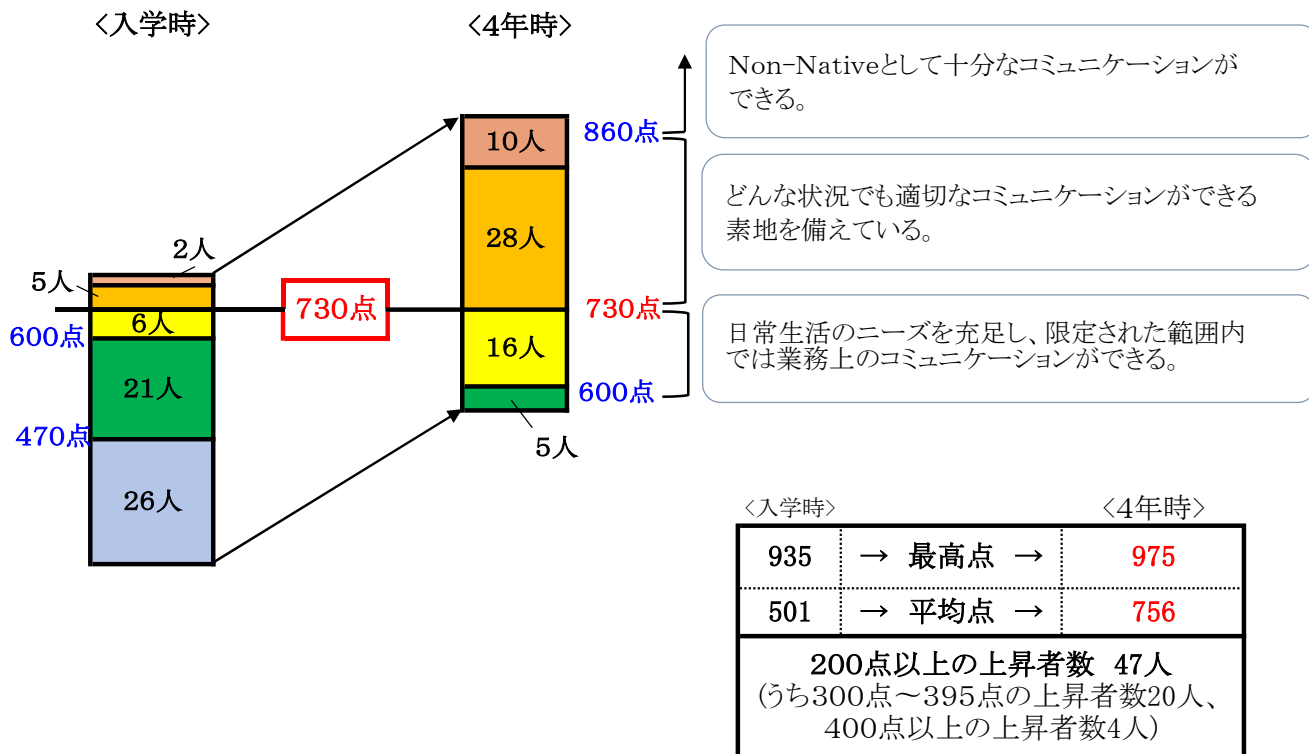 <入学時>
<4年時>
2人
5人
730点
6人
600点
21人
470点
26人
10人
28人
16人
5人
860点
730点
600点
Non-Nativeとして十分なコミュニケーションが
できる。
どんな状況でも適切なコミュニケーションができる
素地を備えている。
日常生活のニーズを充足し、限定された範囲内
では業務上のコミュニケーションができる。
<入学時> <4年時>
935 → 最高点 → 975
501 → 平均点 → 756
200点以上の上昇者数 47人
(うち300点～395点の上昇者数20人、
400点以上の上昇者数4人)